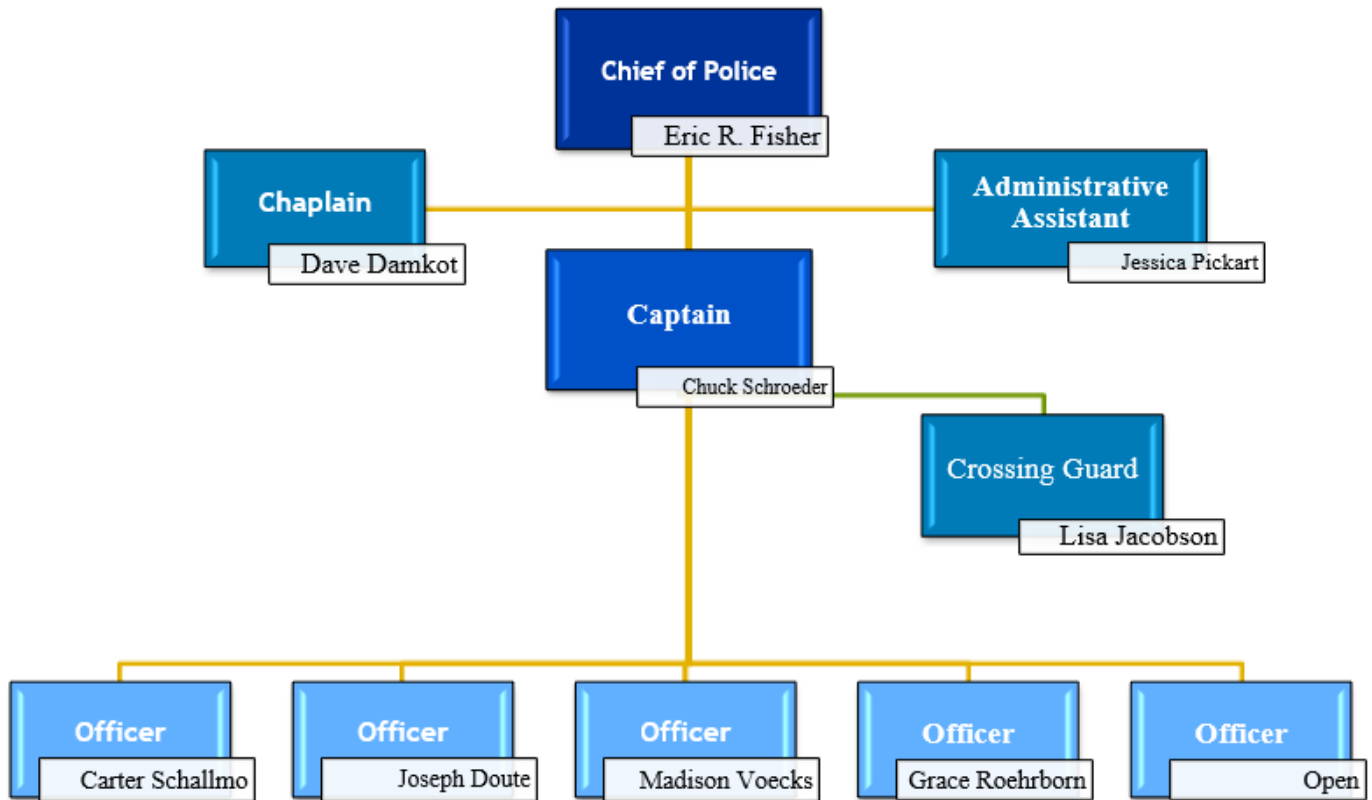 Chief of Police
Eric R. Fisher
Chaplain
Dave Damkot
Administrative
Assistant
Jessica Pickart
Captain
Chuck Schroeder
Crossing Guard
Lisa Jacobson
Officer
Carter Schallmo
Officer
Joseph Doute
Officer
Madison Voecks
Officer
Grace Roehrborn
Officer
Open